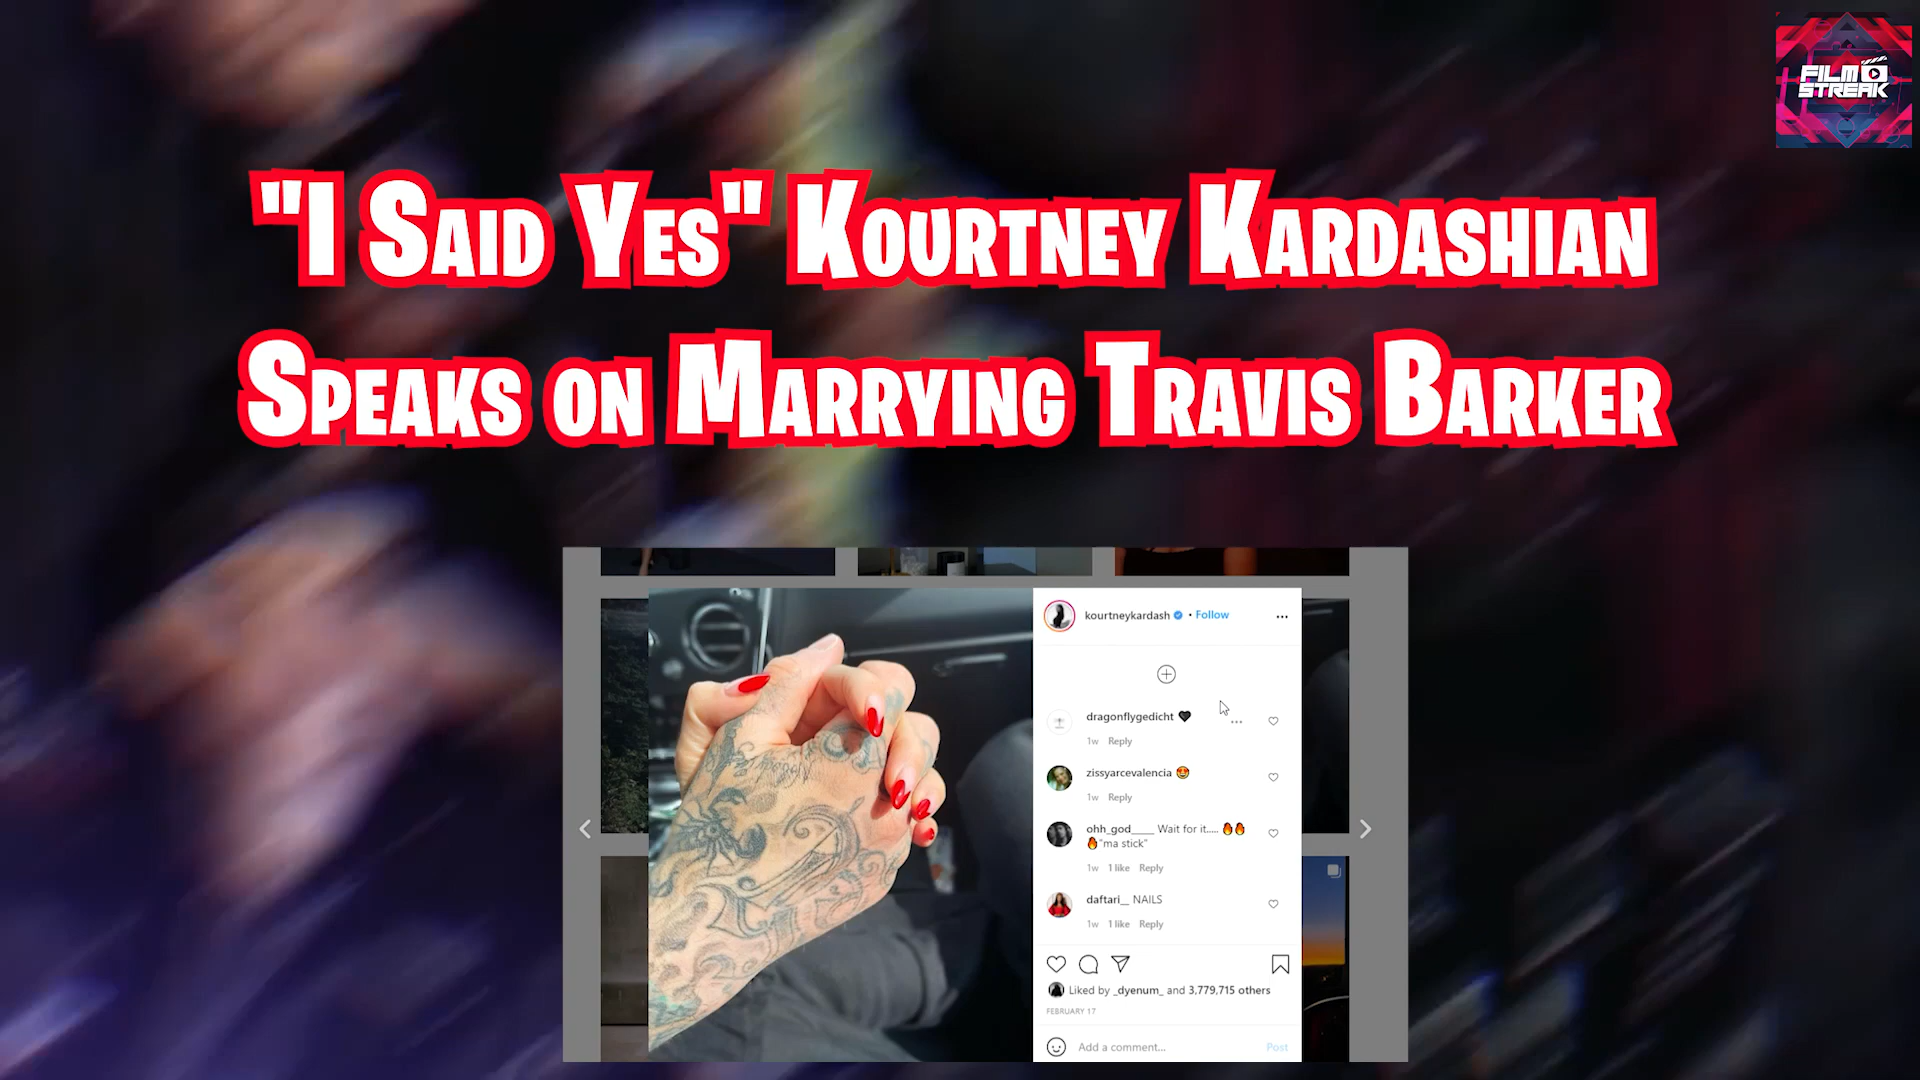 FILM
STREAK
"I Said Yes" Kourtney Kardashian
Speaks on Marrying Travis Barker
kourtneykardash • Follow
dragonflygedicht 🖤
1w Reply
zissyarcevalencia 🤩
1w Reply
ohh_god____ Wait for it..... 🔥🔥
🔥"ma stick"
1w 1 like Reply
daftari__ NAILS
1w 1 like Reply
Liked by _dyenum_ and 3,779,715 others
FEBRUARY 17
Add a comment... Post